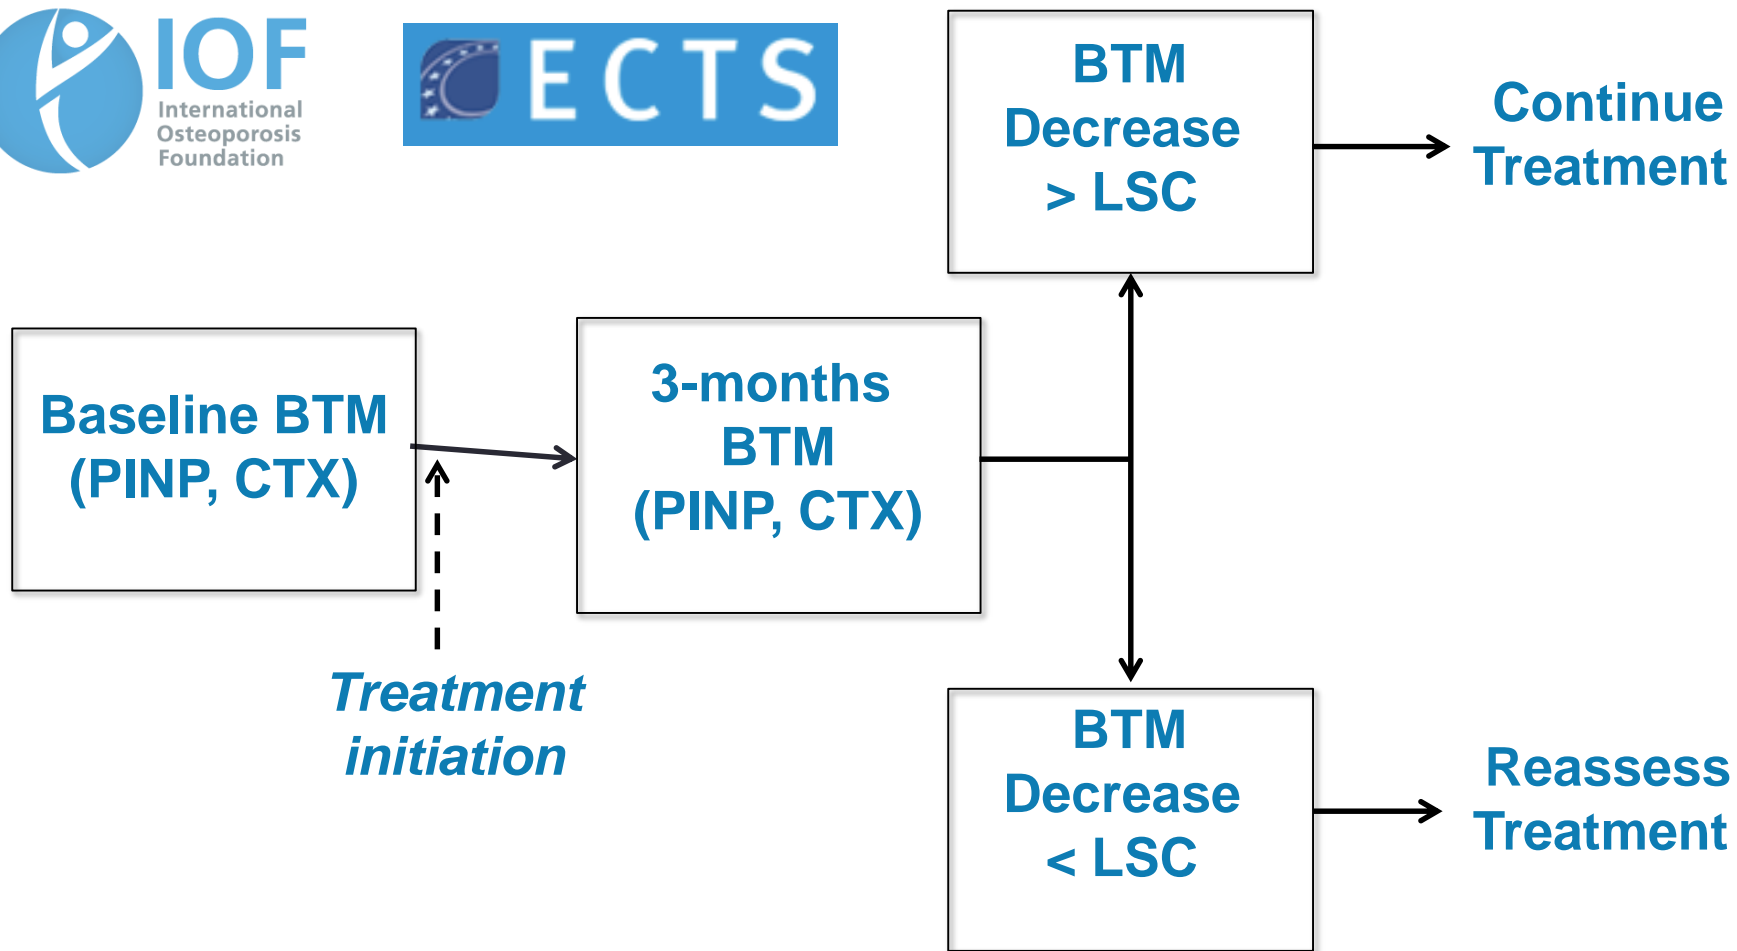 IOF
International
Osteoporosis
Foundation
ECTS
BTM
Decrease
> LSC
Continue
Treatment
Baseline BTM
(PINP, CTX)
3-months
BTM
(PINP, CTX)
Treatment
initiation
BTM
Decrease
< LSC
Reassess
Treatment